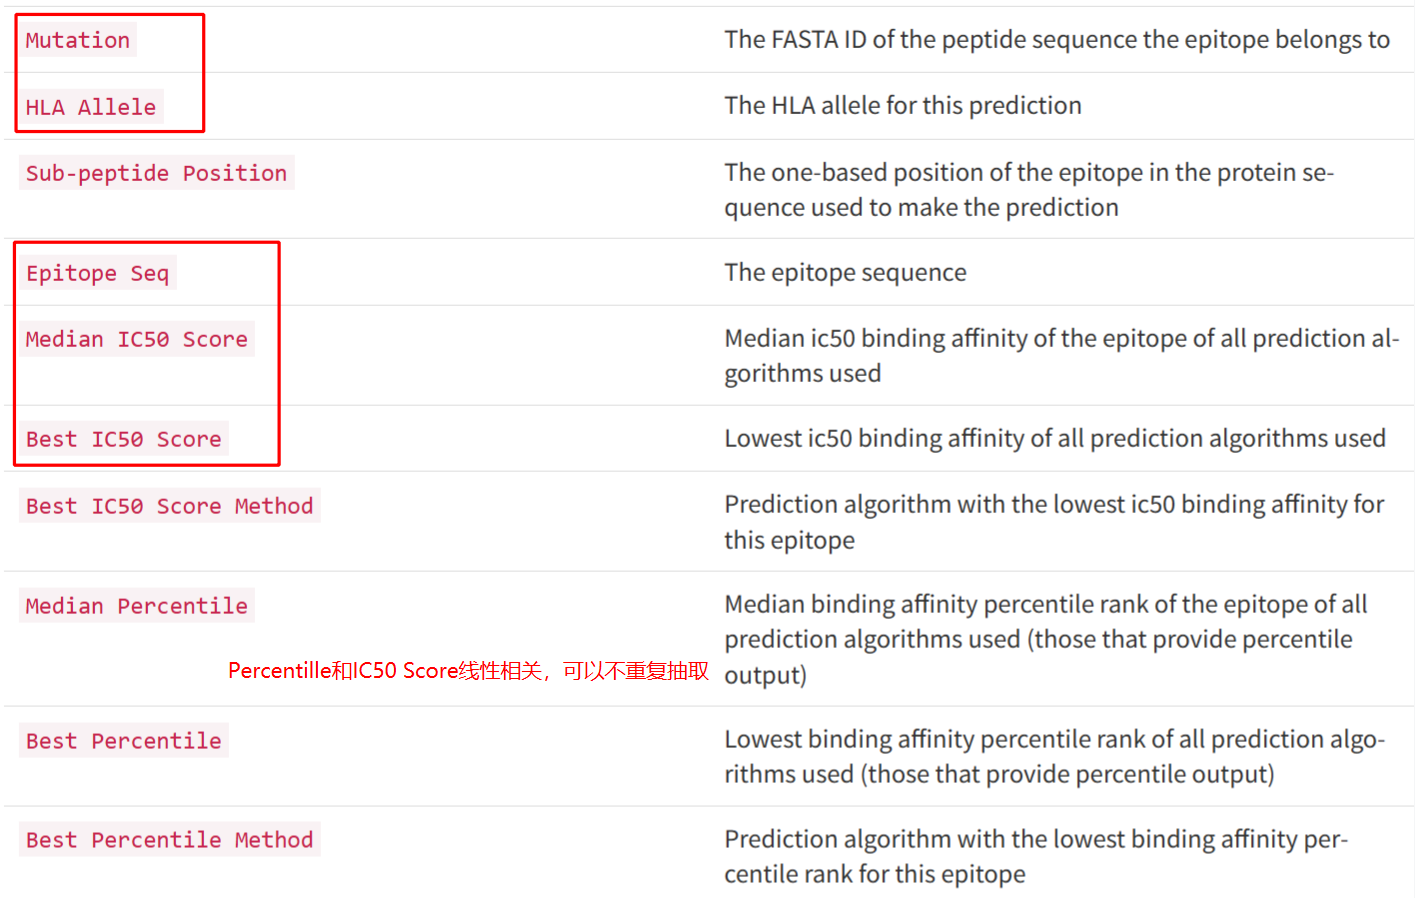 Mutation
The FASTA ID of the peptide sequence the epitope belongs to
HLA Allele
The HLA allele for this prediction
Sub-peptide Position
The one-based position of the epitope in the protein se-
quence used to make the prediction
Epitope Seq
The epitope sequence
Median IC50 Score
Median ic50 binding affinity of the epitope of all prediction al-
gorithms used
Best IC50 Score
Lowest ic50 binding affinity of all prediction algorithms used
Best IC50 Score Method
Prediction algorithm with the lowest ic50 binding affinity for
this epitope
Median Percentile
Median binding affinity percentile rank of the epitope of all
prediction algorithms used (those that provide percentile
output)
Percentille和IC50 Score线性相关，可以不重复抽取
Best Percentile
Lowest binding affinity percentile rank of all prediction algo-
rithms used (those that provide percentile output)
Best Percentile Method
Prediction algorithm with the lowest binding affinity per-
centile rank for this epitope